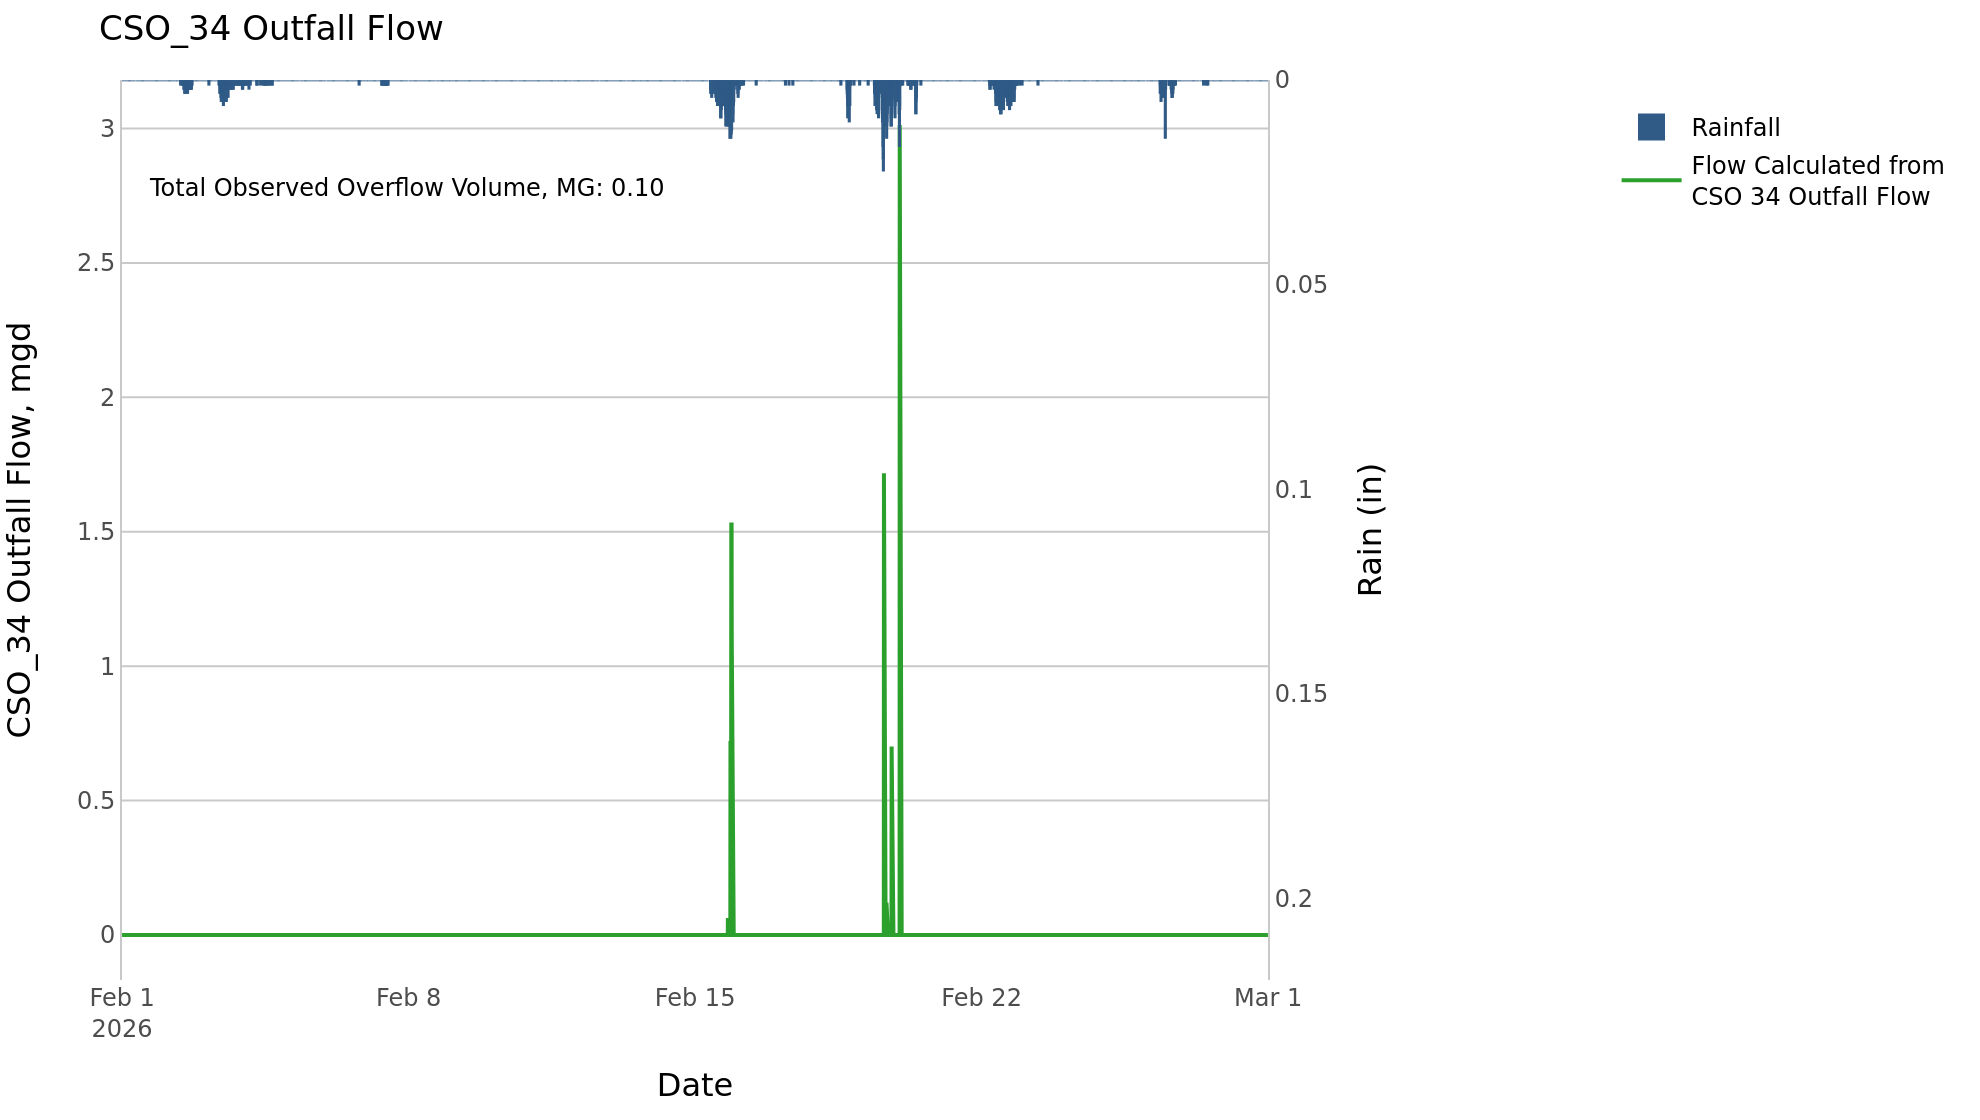 CSO_34 Outfall Flow
0
Rainfall
3
Flow Calculated from
CSO 34 Outfall Flow
Total Observed Overflow Volume, MG: 0.10
2.5
0.05
2
CSO_34 Outfall Flow, mgd
0.1
Rain (in)
1.5
1
0.15
0.5
0.2
0
Feb 1
2026
Feb 8
Feb 15
Feb 22
Mar 1
Date